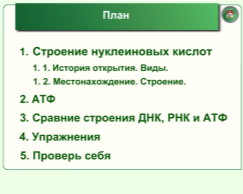 План
1. Строение нуклеиновых кислот
1. 1. История открытия. Виды.
1. 2. Местонахождение. Строение.
2. АТФ
3. Сравние строения ДНК, РНК и АТФ
4. Упражнения
5. Проверь себя